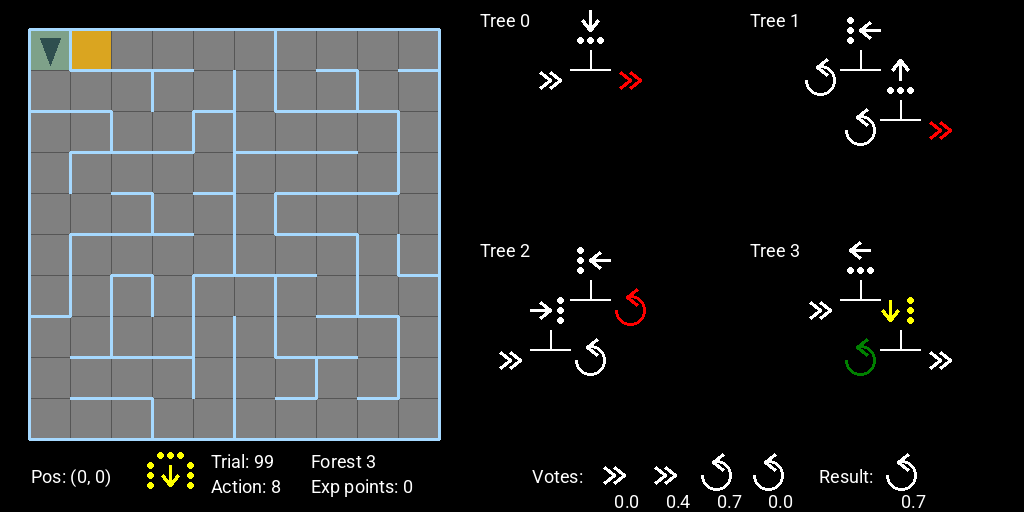 Tree 0
Tree 1
Tree 2
Tree 3
Pos: (0, 0)
Trial: 99
Forest 3
Action: 8
Exp points: 0
Votes:
0.0
0.4
0.7
0.0
Result:
0.7